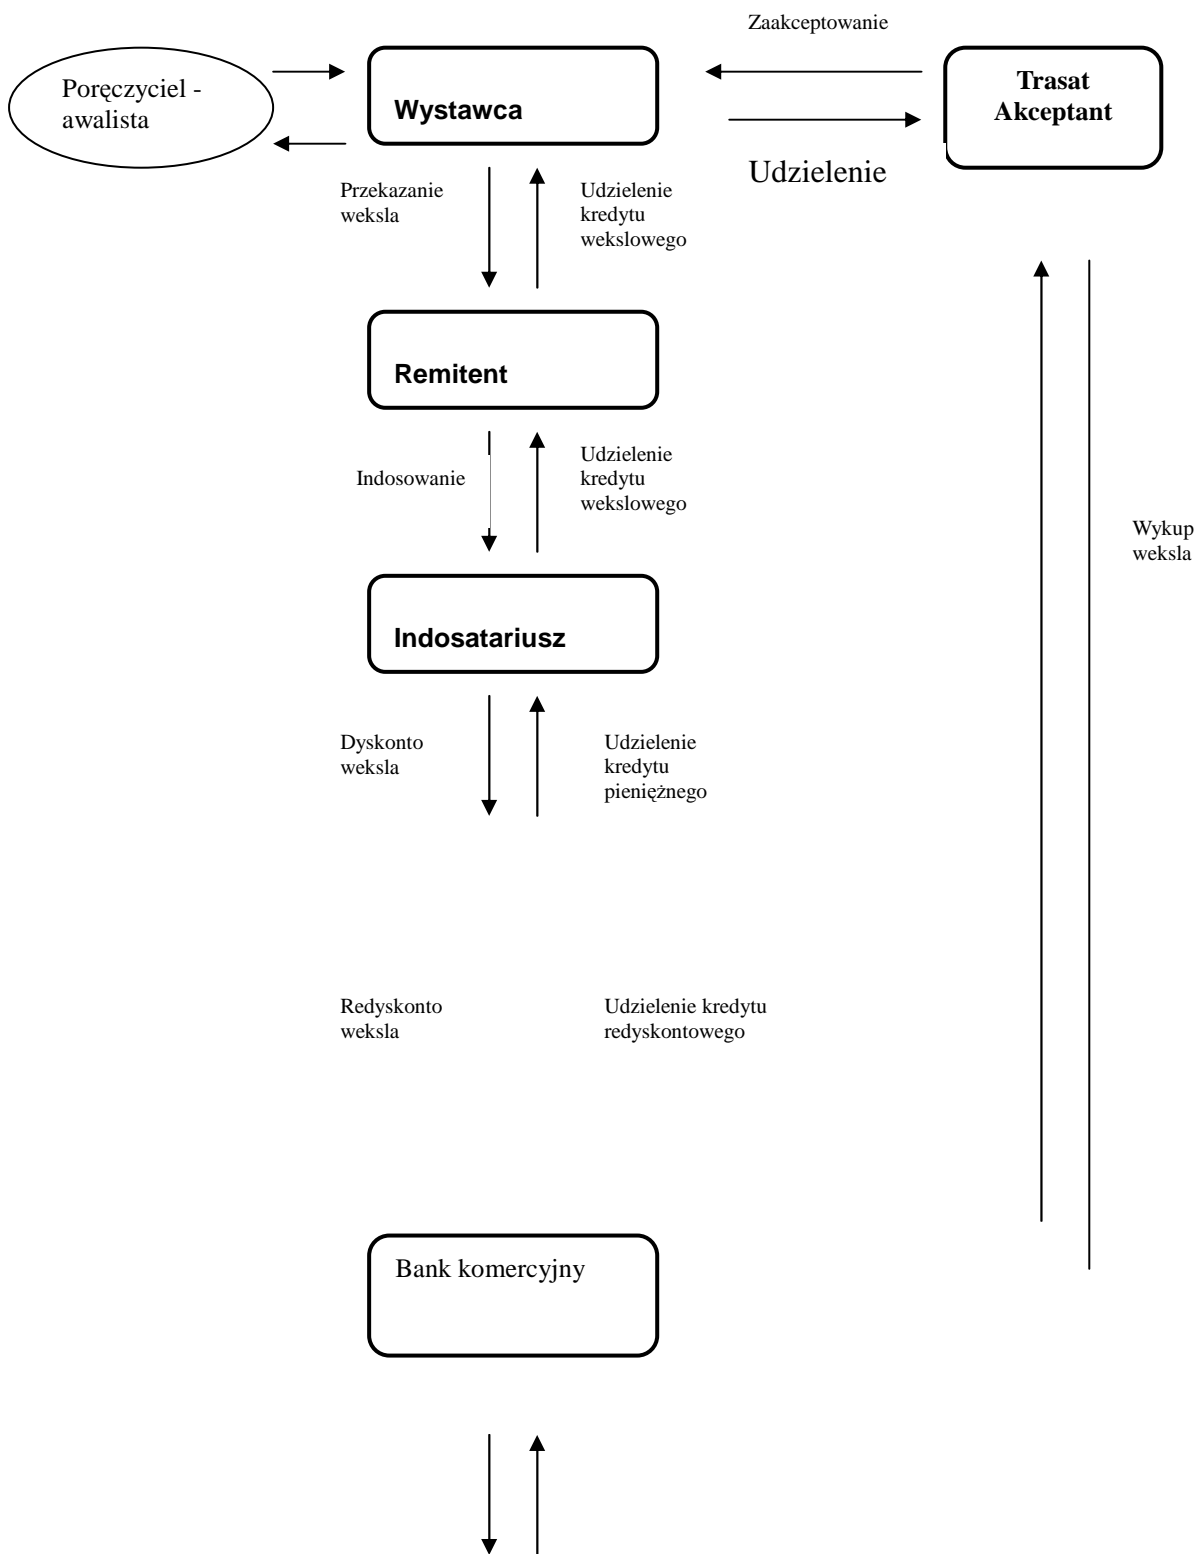 Zaakceptowanie
Poręczyciel -
awalista
Wystawca
Trasat
Akceptant
Udzielenie
Przekazanie
weksla
Udzielenie
kredytu
wekslowego
Remitent
Indosowanie
Udzielenie
kredytu
wekslowego
Wykup
weksla
Indosatariusz
Dyskonto
weksla
Udzielenie
kredytu
pieniężnego
Redyskonto
weksla
Udzielenie kredytu
redyskontowego
Bank komercyjny